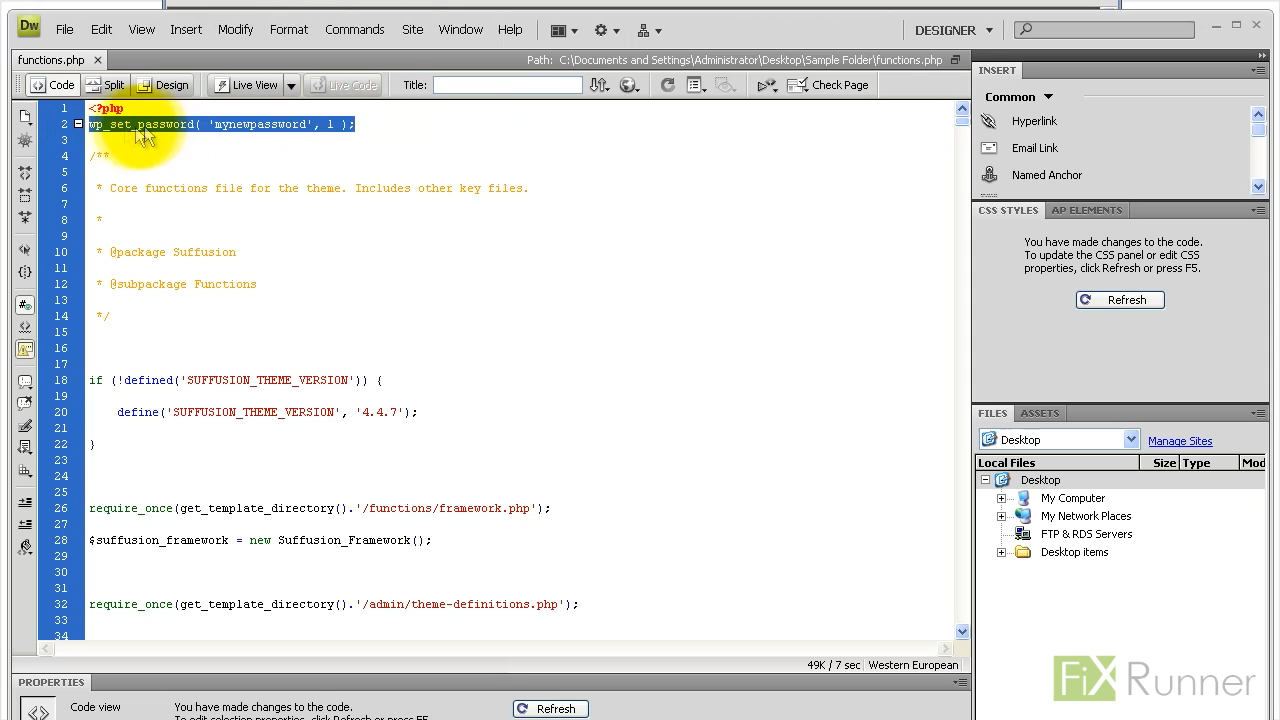 Dw File Edit View Insert Modify Format Commands Site Window Help DESIGNER
functions.php Path: C:\Documents and Settings\Administrator\Desktop\Sample Folder\functions.php
Code Split Design Live View Live Code Title: Check Page
1 <?php
2 wp_set_password( 'mynewpassword', 1 );
3
4 /**
5
6 * Core functions file for the theme. Includes other key files.
7
8 *
9
10 * @package Suffusion
11
12 * @subpackage Functions
13
14 */
15
16
17
18 if (!defined('SUFFUSION_THEME_VERSION')) {
19
20 define('SUFFUSION_THEME_VERSION', '4.4.7');
21
22 }
23
24
25
26 require_once(get_template_directory().'/functions/framework.php');
27
28 $suffusion_framework = new Suffusion_Framework();
29
30
31
32 require_once(get_template_directory().'/admin/theme-definitions.php');
33
34
49K / 7 sec Western European
PROPERTIES
Code view
You have made changes to the code.
To edit selection properties, click Refresh or press F5.
Refresh
INSERT
Common
Hyperlink
Email Link
Named Anchor
CSS STYLES AP ELEMENTS
You have made changes to the code.
To update the CSS panel or edit CSS
properties, click Refresh or press F5.
Refresh
FILES ASSETS
Desktop Manage Sites
Local Files Size Type Mod
Desktop
My Computer
My Network Places
FTP & RDS Servers
Desktop items
FiX Runner